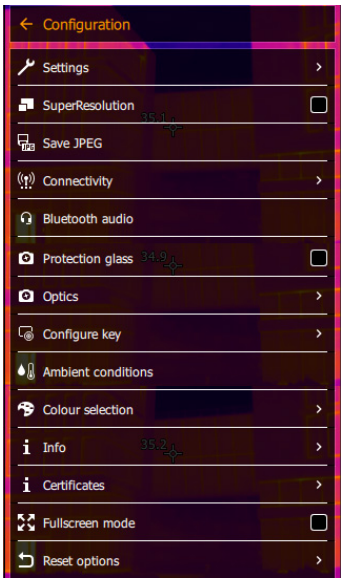 Configuration
Settings
SuperResolution
35.1
Save JPEG
Connectivity
Bluetooth audio
Protection glass 34.9
Optics
Configure key
Ambient conditions
Colour selection
Info 35.2
Certificates
Fullscreen mode
Reset options